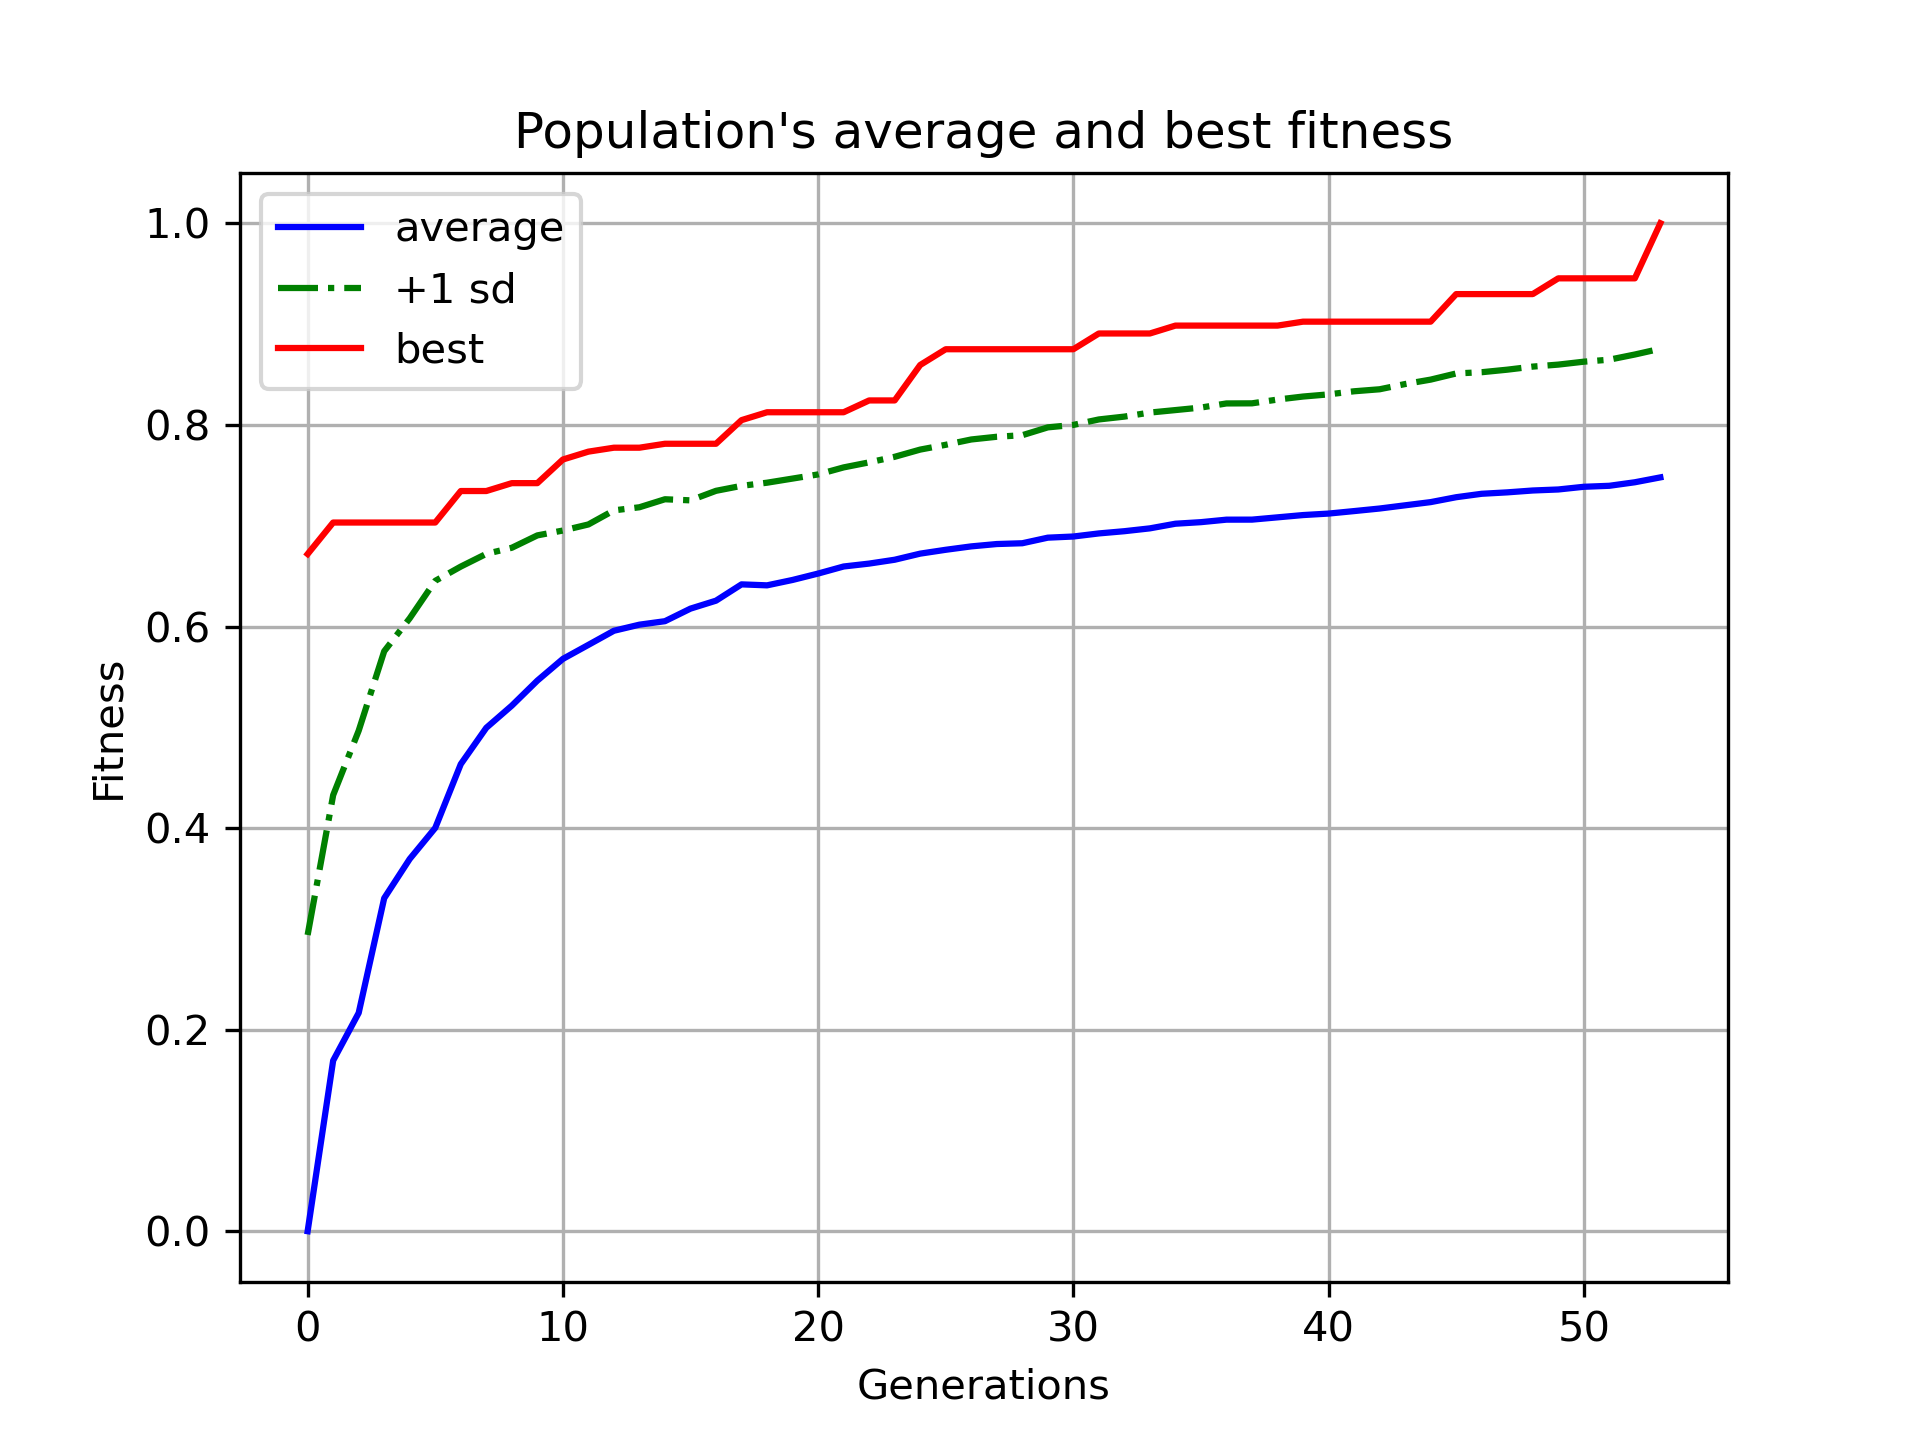 Population's average and best fitness
average
+1 sd
best
1.0
0.8
0.6
0.4
0.2
0.0
Fitness
0 10 20 30 40 50
Generations